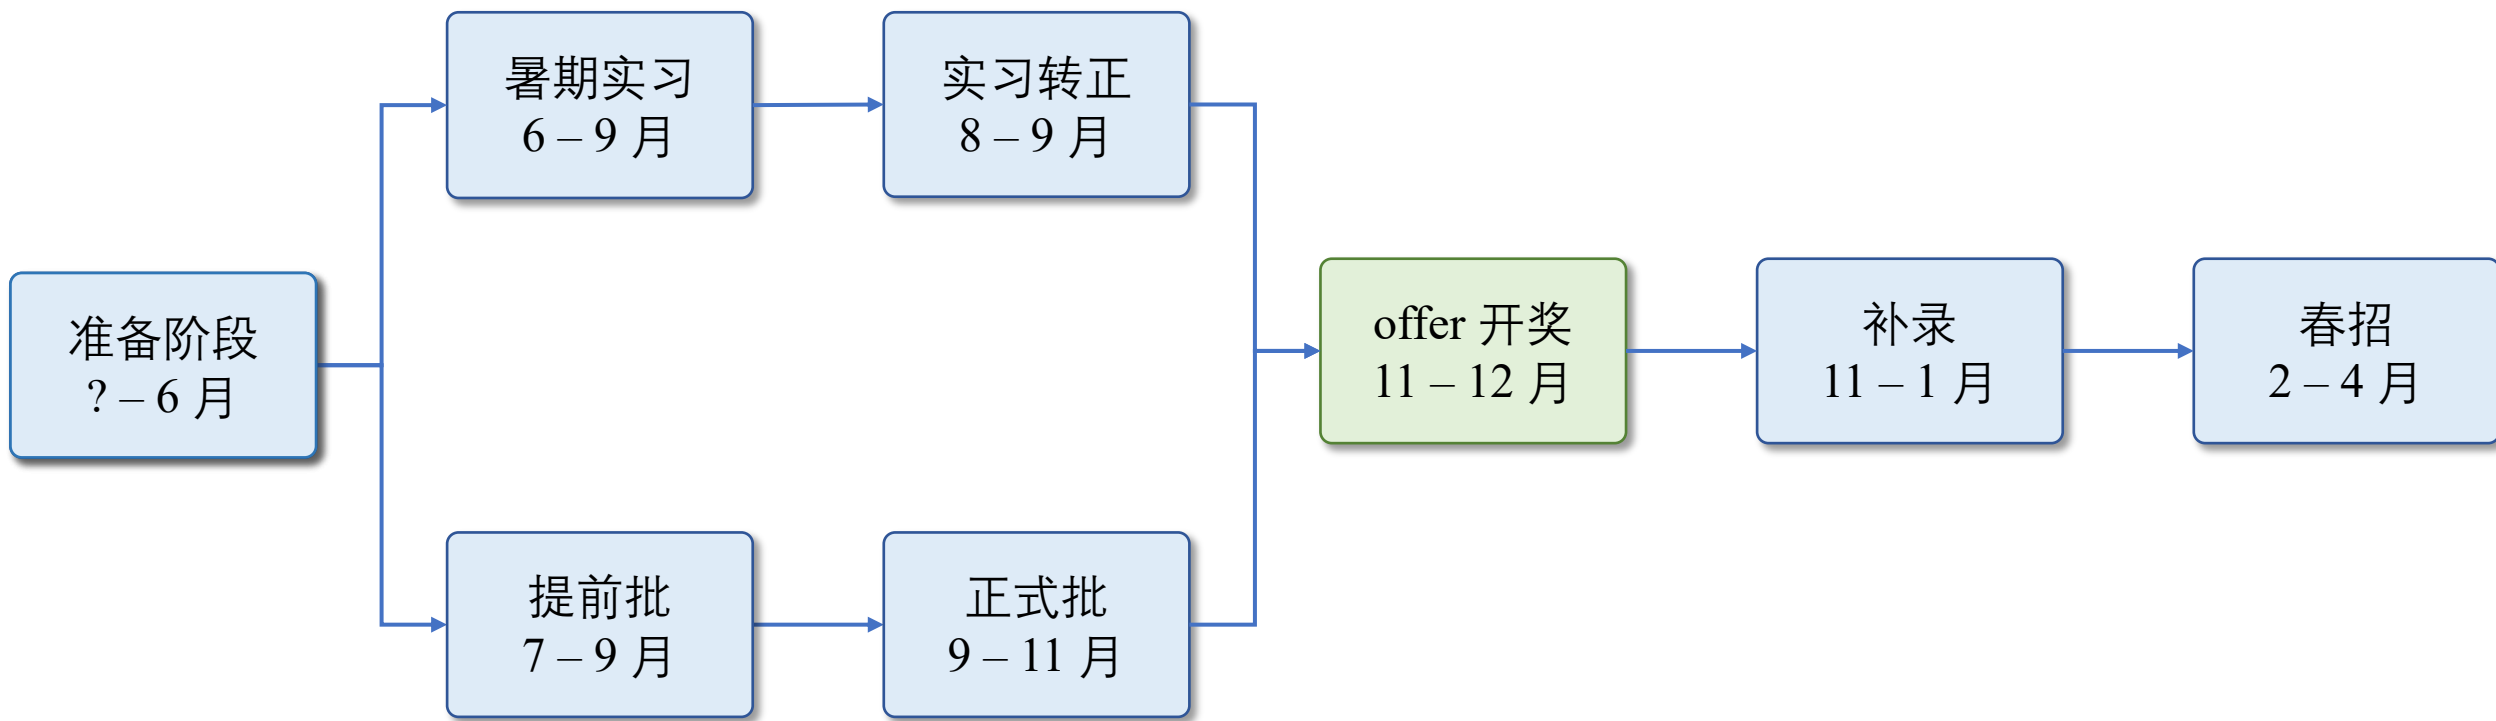 暑期实习
6 – 9 月
实习转正
8 – 9 月
准备阶段
? – 6 月
offer 开奖
11 – 12 月
补录
11 – 1 月
春招
2 – 4 月
提前批
7 – 9 月
正式批
9 – 11 月